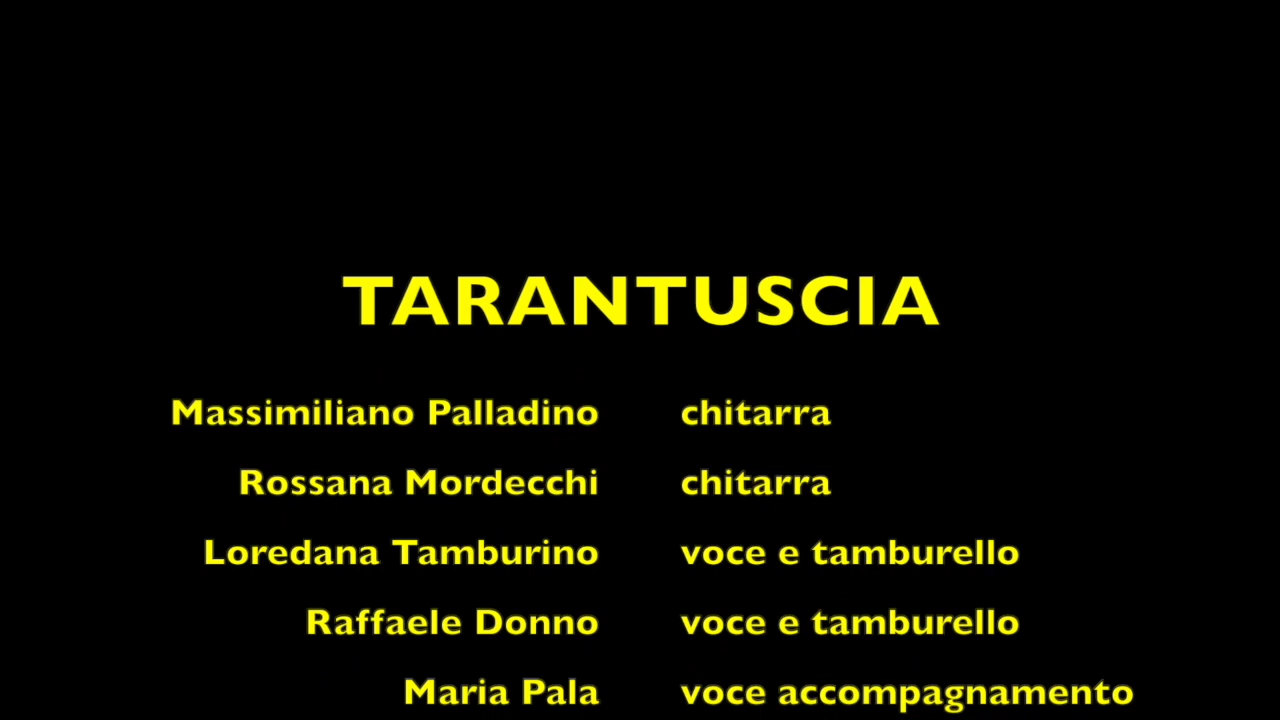 TARANTUSCIA
Massimiliano Palladino chitarra
Rossana Mordecchi chitarra
Loredana Tamburino voce e tamburello
Raffaele Donno voce e tamburello
Maria Pala voce accompagnamento